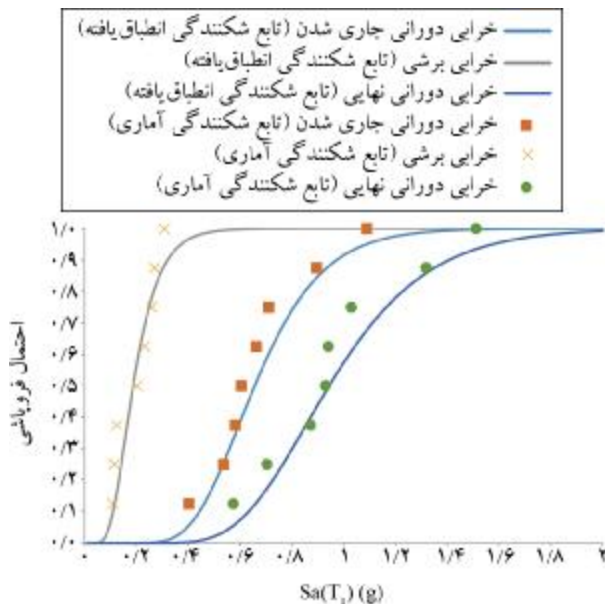 خرابی دورانی جاری شدن (تابع شکنندگی انطباق‌یافته)
خرابی برشی (تابع شکنندگی انطباق‌یافته)
خرابی دورانی نهایی (تابع شکنندگی انطباق‌یافته)
خرابی دورانی جاری شدن (تابع شکنندگی آماری)
خرابی برشی (تابع شکنندگی آماری)
خرابی دورانی نهایی (تابع شکنندگی آماری)
احتمال فروپاشی
۱/۰
۰/۹
۰/۸
۰/۷
۰/۶
۰/۵
۰/۴
۰/۳
۰/۲
۰/۱
۰/۰
۰ ۰/۲ ۰/۴ ۰/۶ ۰/۸ ۱ ۱/۲ ۱/۴ ۱/۶ ۱/۸ ۲
Sa(T₁) (g)